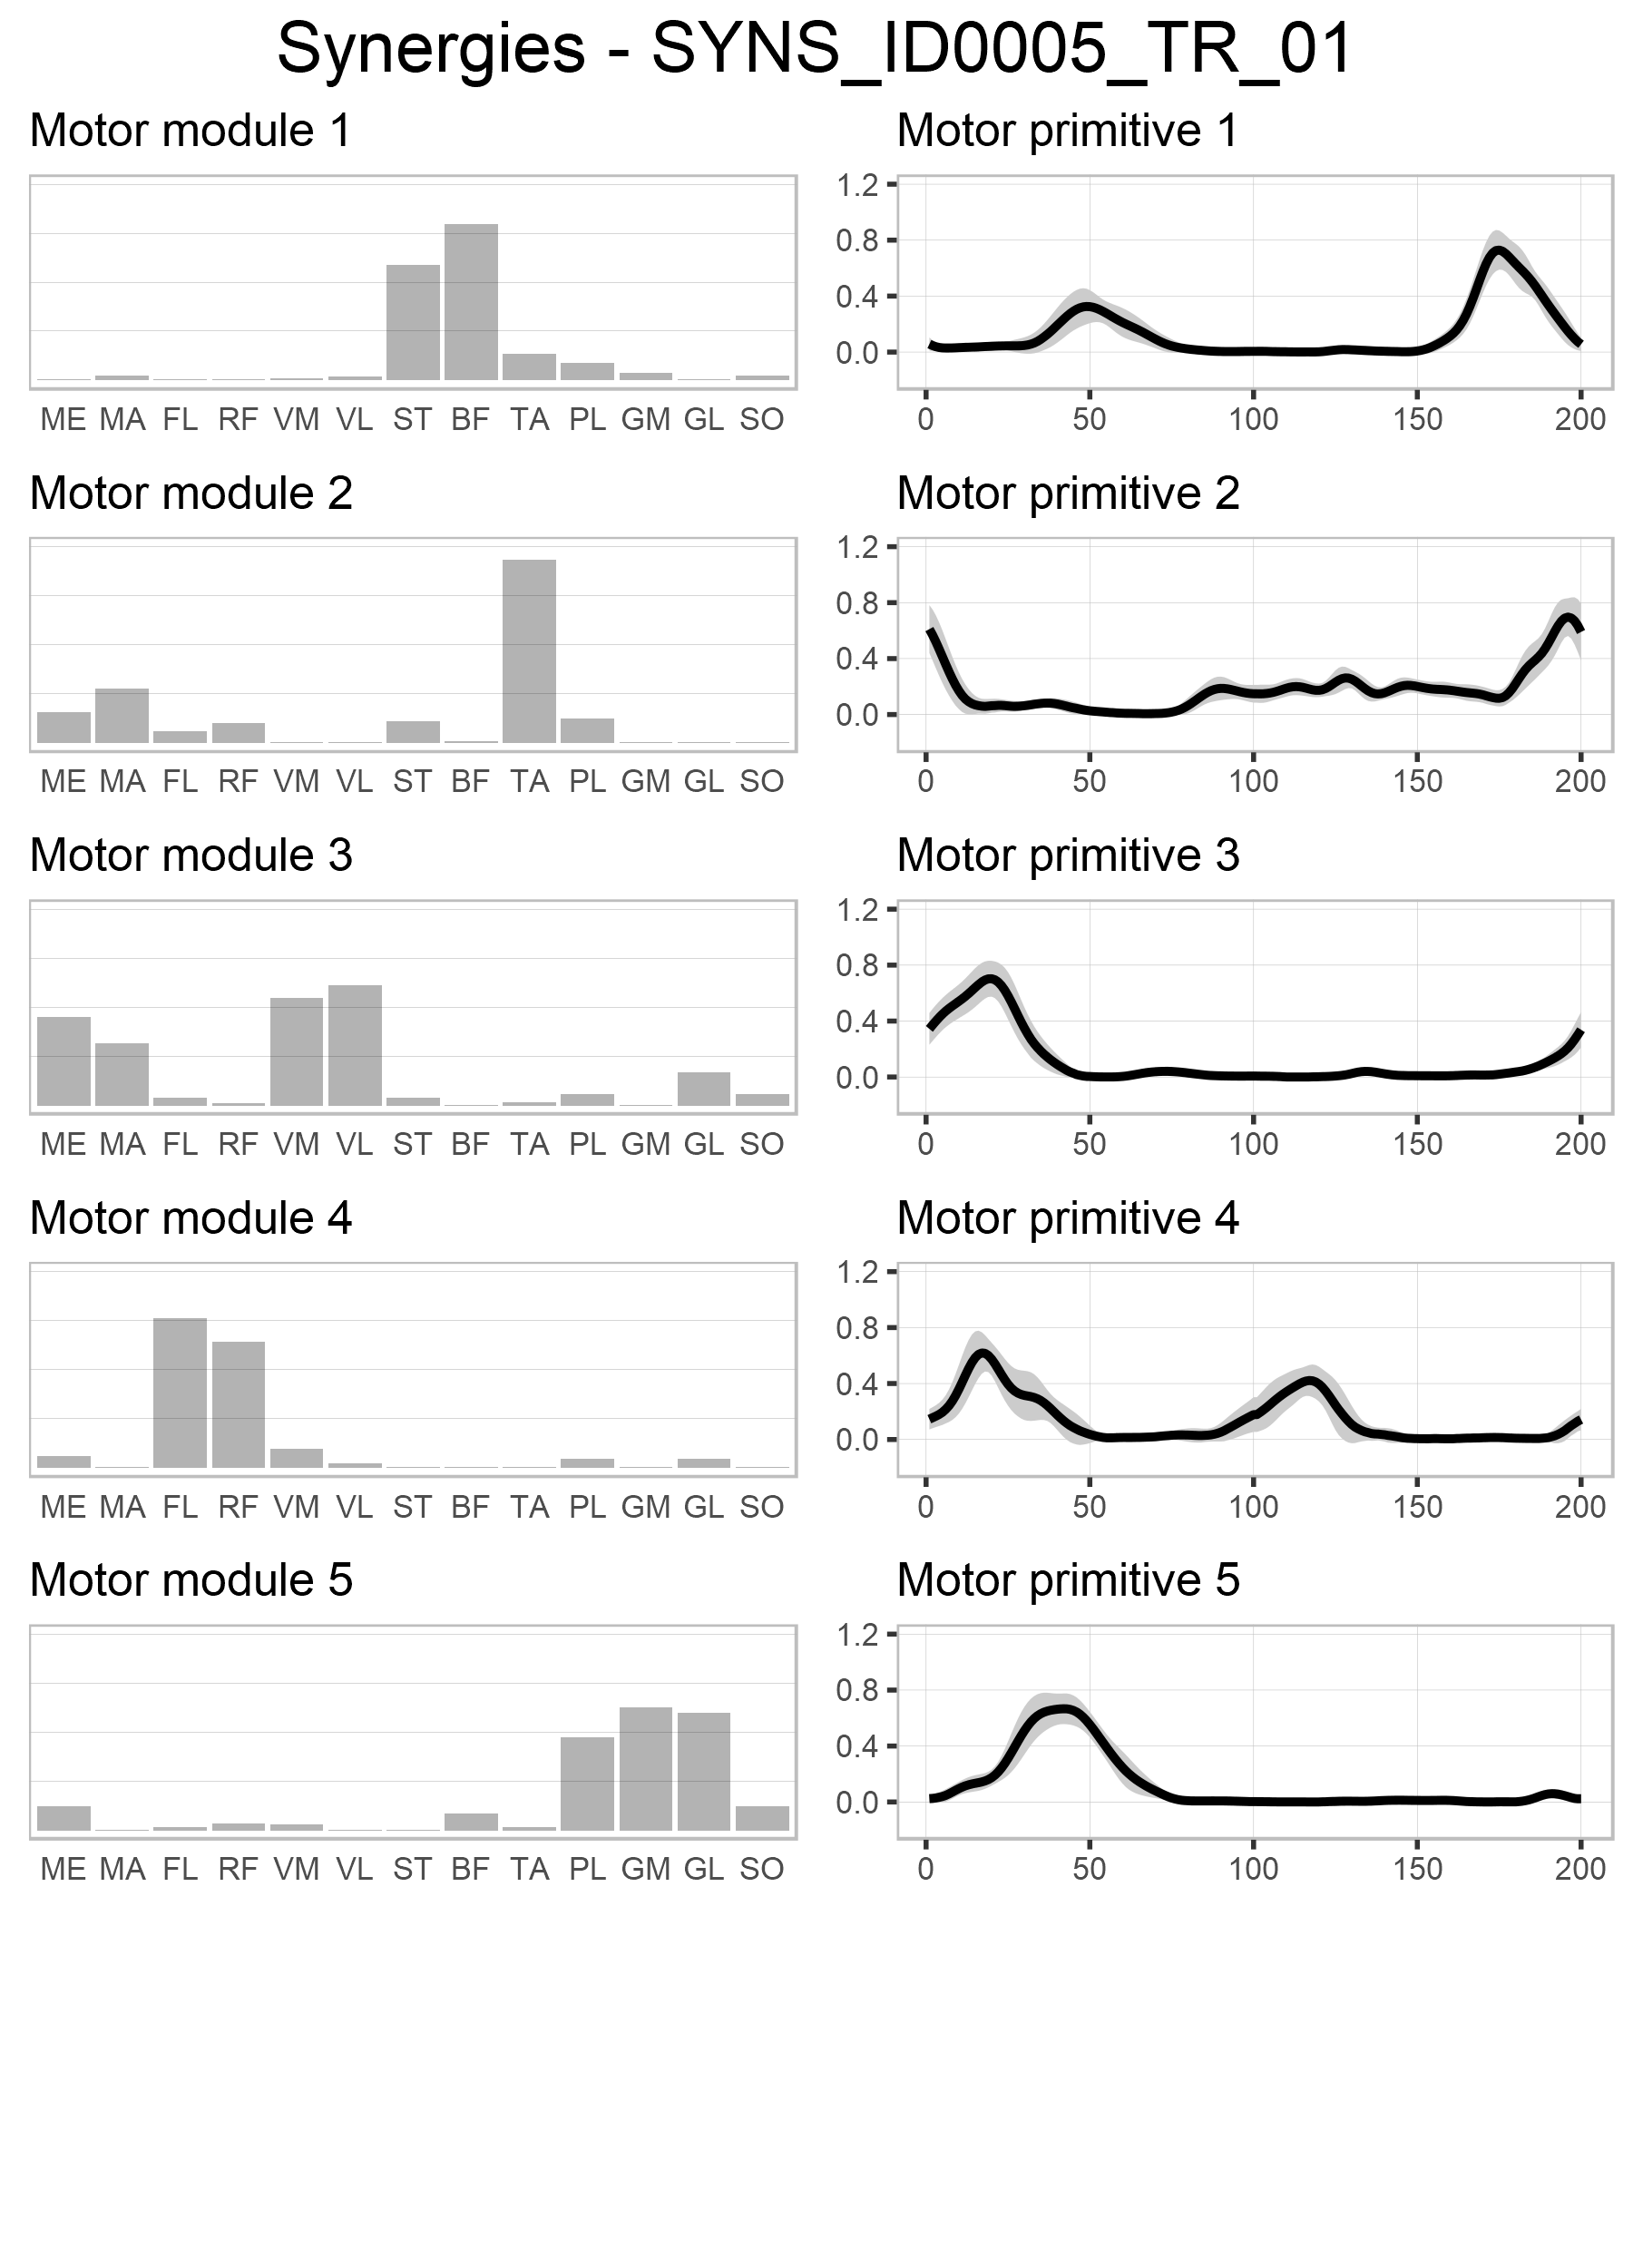 Synergies - SYNS_ID0005_TR_01
Motor module 1
Motor primitive 1
1.2
0.8
0.4
0.0
ME MA FL RF VM VL ST BF TA PL GM GL SO
0 50 100 150 200
Motor module 2
Motor primitive 2
1.2
0.8
0.4
0.0
ME MA FL RF VM VL ST BF TA PL GM GL SO
0 50 100 150 200
Motor module 3
Motor primitive 3
1.2
0.8
0.4
0.0
ME MA FL RF VM VL ST BF TA PL GM GL SO
0 50 100 150 200
Motor module 4
Motor primitive 4
1.2
0.8
0.4
0.0
ME MA FL RF VM VL ST BF TA PL GM GL SO
0 50 100 150 200
Motor module 5
Motor primitive 5
1.2
0.8
0.4
0.0
ME MA FL RF VM VL ST BF TA PL GM GL SO
0 50 100 150 200